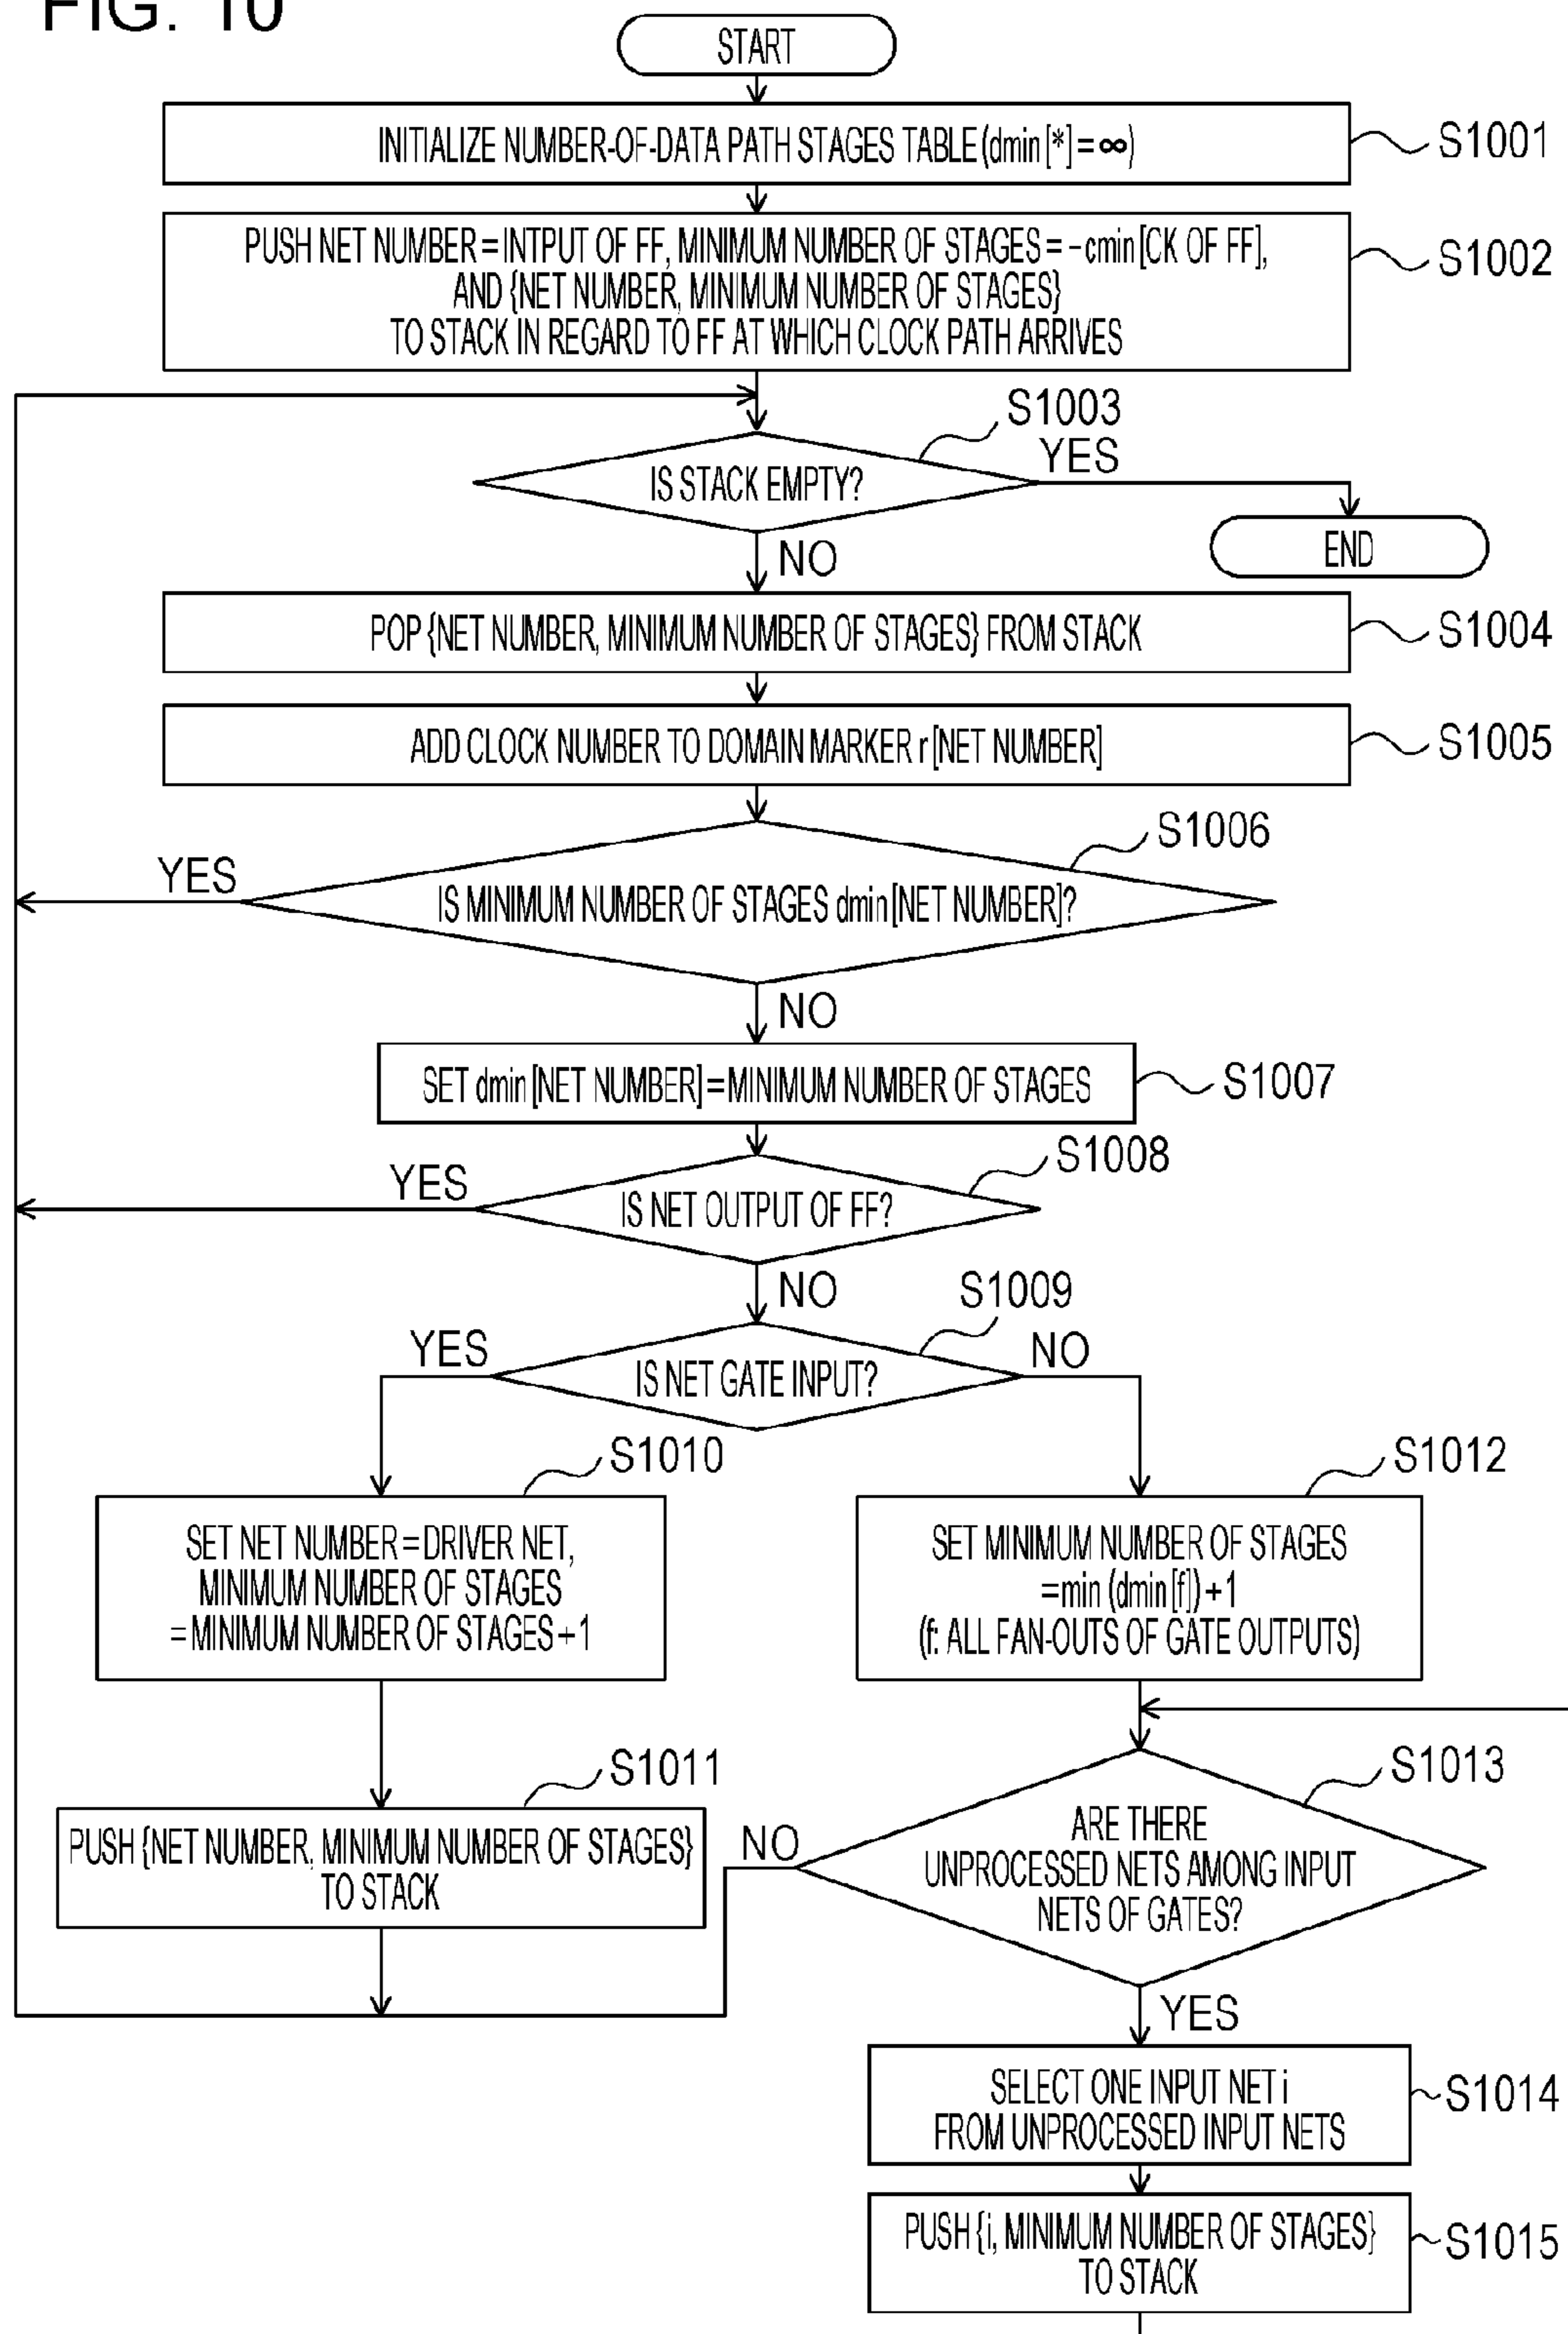 FIG. 10
START
INITIALIZE NUMBER-OF-DATA PATH STAGES TABLE (dmin [*] = ∞)
S1001
PUSH NET NUMBER = INTPUT OF FF, MINIMUM NUMBER OF STAGES = -cmin [CK OF FF],
AND {NET NUMBER, MINIMUM NUMBER OF STAGES}
TO STACK IN REGARD TO FF AT WHICH CLOCK PATH ARRIVES
S1002
S1003
IS STACK EMPTY?
YES
END
NO
POP {NET NUMBER, MINIMUM NUMBER OF STAGES} FROM STACK
S1004
ADD CLOCK NUMBER TO DOMAIN MARKER r [NET NUMBER]
S1005
S1006
YES
IS MINIMUM NUMBER OF STAGES dmin [NET NUMBER]?
NO
SET dmin [NET NUMBER] = MINIMUM NUMBER OF STAGES
S1007
S1008
YES
IS NET OUTPUT OF FF?
NO
S1009
YES
IS NET GATE INPUT?
NO
S1010
SET NET NUMBER = DRIVER NET,
MINIMUM NUMBER OF STAGES
= MINIMUM NUMBER OF STAGES + 1
S1012
SET MINIMUM NUMBER OF STAGES
= min (dmin [f]) + 1
(f: ALL FAN-OUTS OF GATE OUTPUTS)
S1011
PUSH {NET NUMBER, MINIMUM NUMBER OF STAGES}
TO STACK
S1013
NO
ARE THERE
UNPROCESSED NETS AMONG INPUT
NETS OF GATES?
YES
SELECT ONE INPUT NET i
FROM UNPROCESSED INPUT NETS
S1014
PUSH {i, MINIMUM NUMBER OF STAGES}
TO STACK
S1015